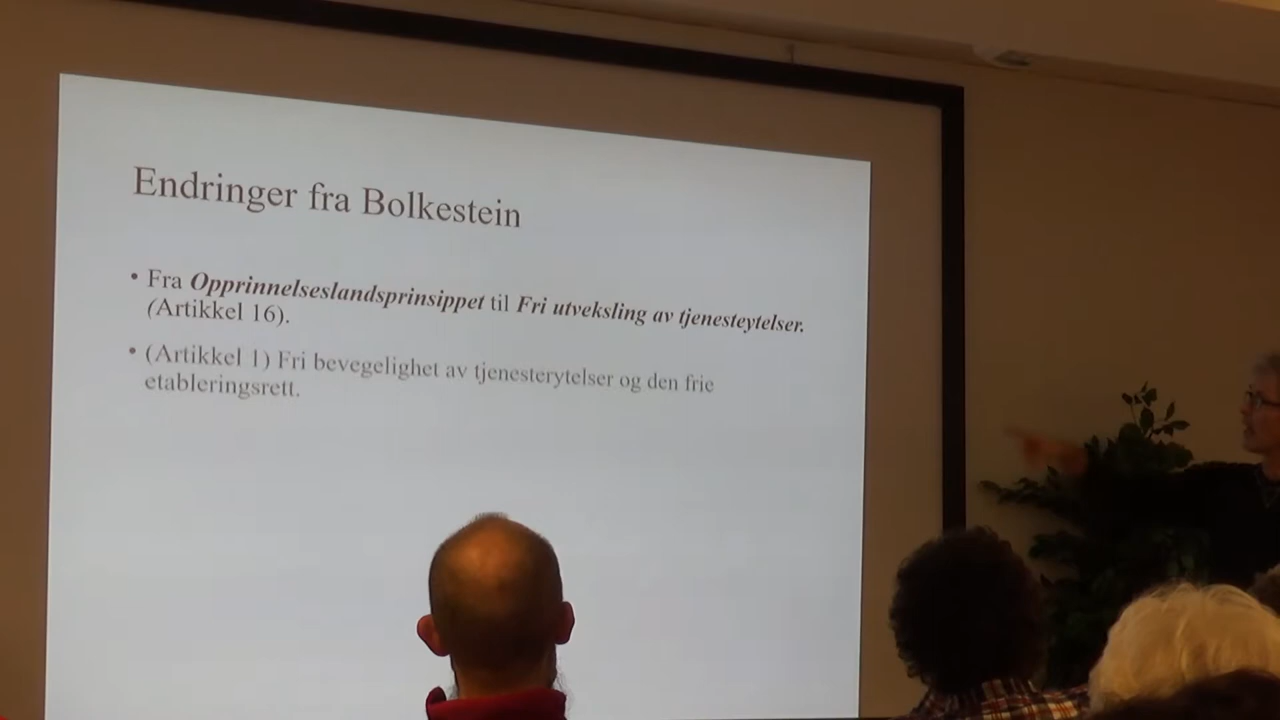 Endringer fra Bolkestein
• Fra Opprinnelseslandsprinsippet til Fri utveksling av tjenesteytelser.
(Artikkel 16).
• (Artikkel 1) Fri bevegelighet av tjenesterytelser og den frie
etableringsrett.